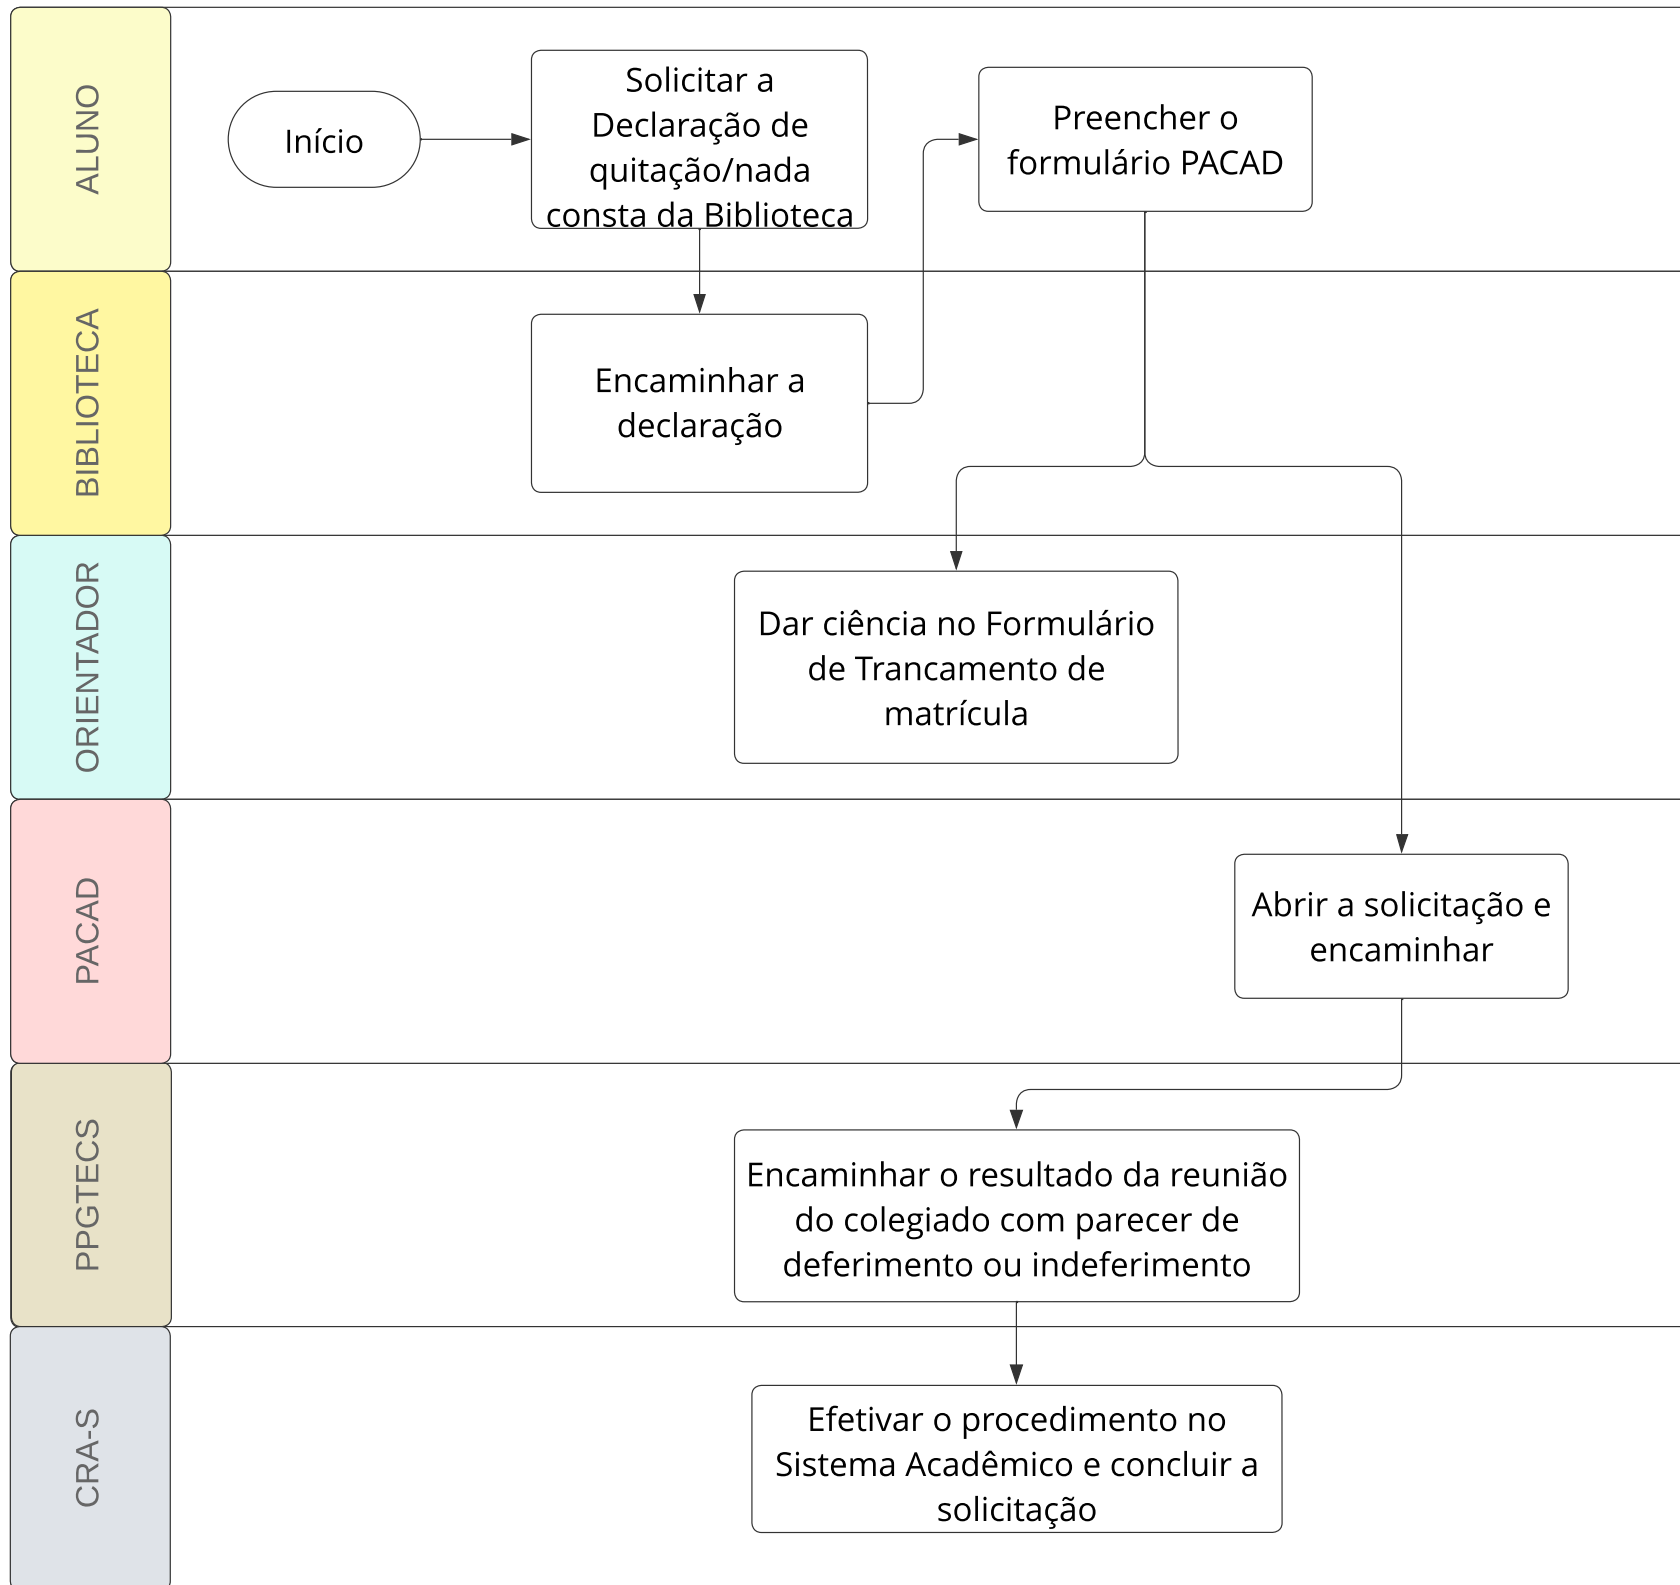 ALUNO
Início
Solicitar a
Declaração de
quitação/nada
consta da Biblioteca
Preencher o
formulário PACAD
BIBLIOTECA
Encaminhar a
declaração
ORIENTADOR
Dar ciência no Formulário
de Trancamento de
matrícula
PACAD
Abrir a solicitação e
encaminhar
PPGTECS
Encaminhar o resultado da reunião
do colegiado com parecer de
deferimento ou indeferimento
CRA-S
Efetivar o procedimento no
Sistema Acadêmico e concluir a
solicitação